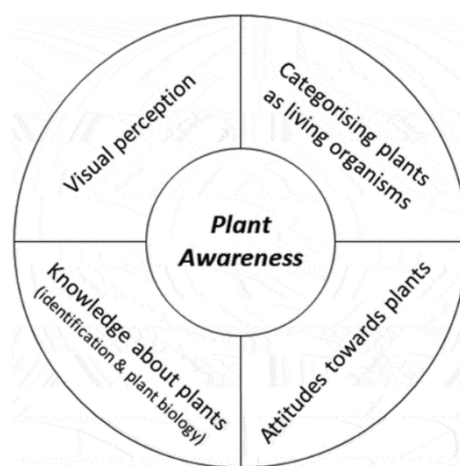 Visual perception
Categorising plants
as living organisms
Plant
Awareness
Knowledge about plants
(identification & plant biology)
Attitudes towards plants